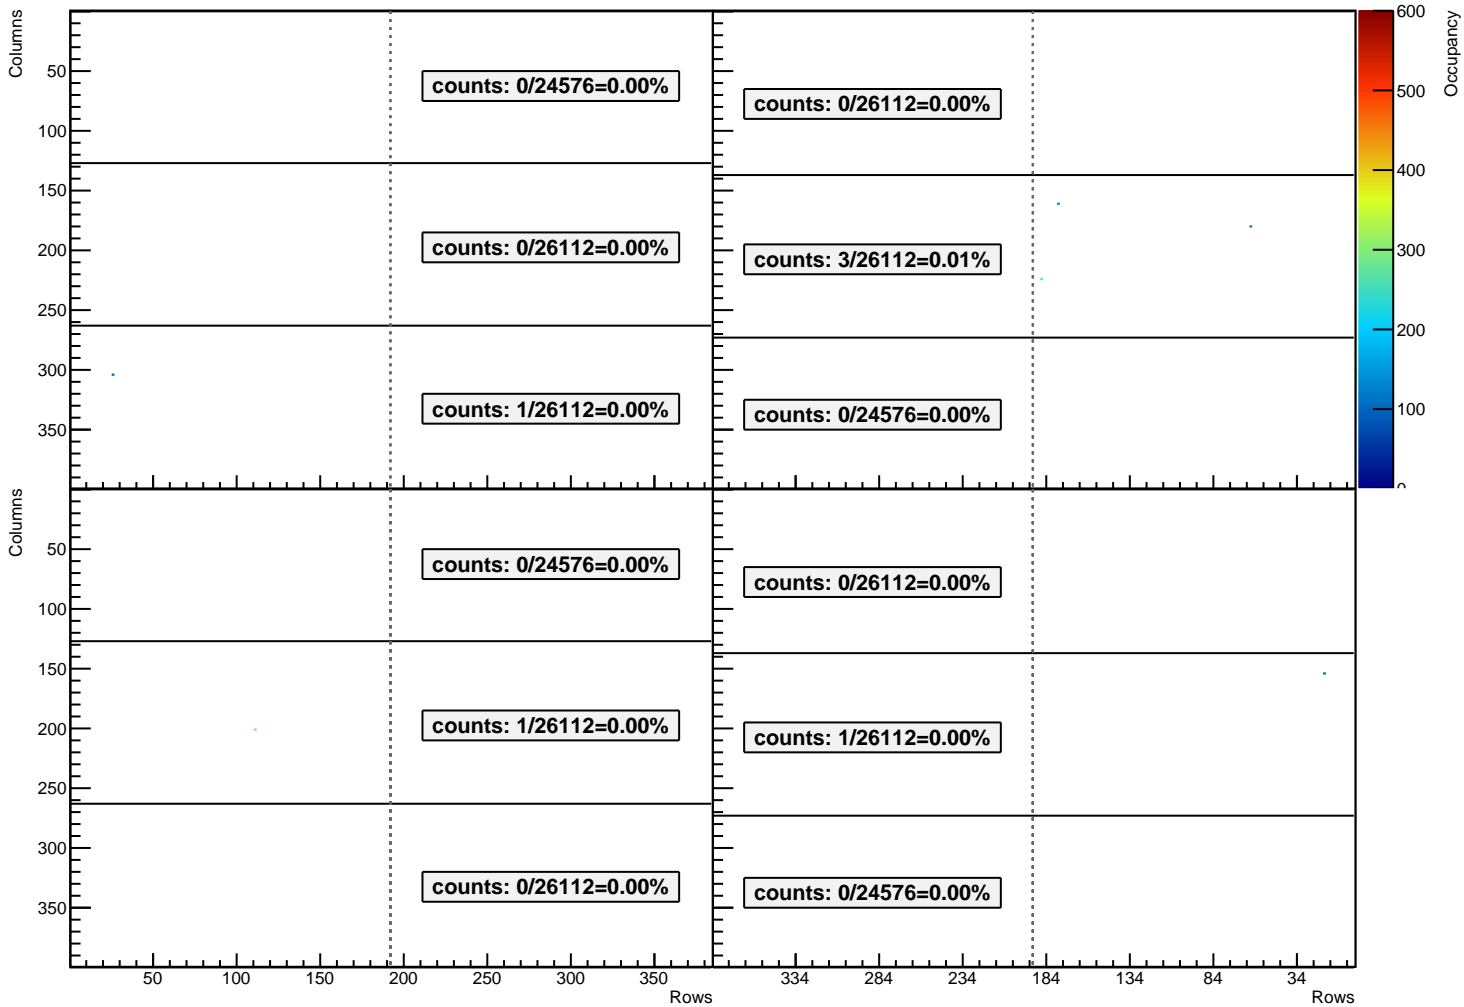 Columns
50
100
150
200
250
300
350
counts: 0/24576=0.00%
counts: 0/26112=0.00%
counts: 1/26112=0.00%
counts: 0/26112=0.00%
counts: 3/26112=0.01%
counts: 0/24576=0.00%
600
500
400
300
200
100
0
Occupancy
Columns
50
100
150
200
250
300
350
counts: 0/24576=0.00%
counts: 1/26112=0.00%
counts: 0/26112=0.00%
50 100 150 200 250 300 350
Rows
counts: 0/26112=0.00%
counts: 1/26112=0.00%
counts: 0/24576=0.00%
334 284 234 184 134 84 34
Rows